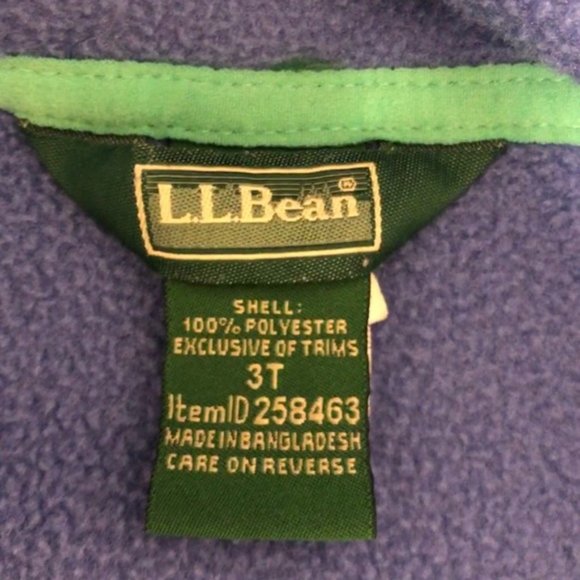 L.L.Bean®
SHELL:
100% POLYESTER
EXCLUSIVE OF TRIMS
3T
ItemID 258463
MADE IN BANGLADESH
CARE ON REVERSE